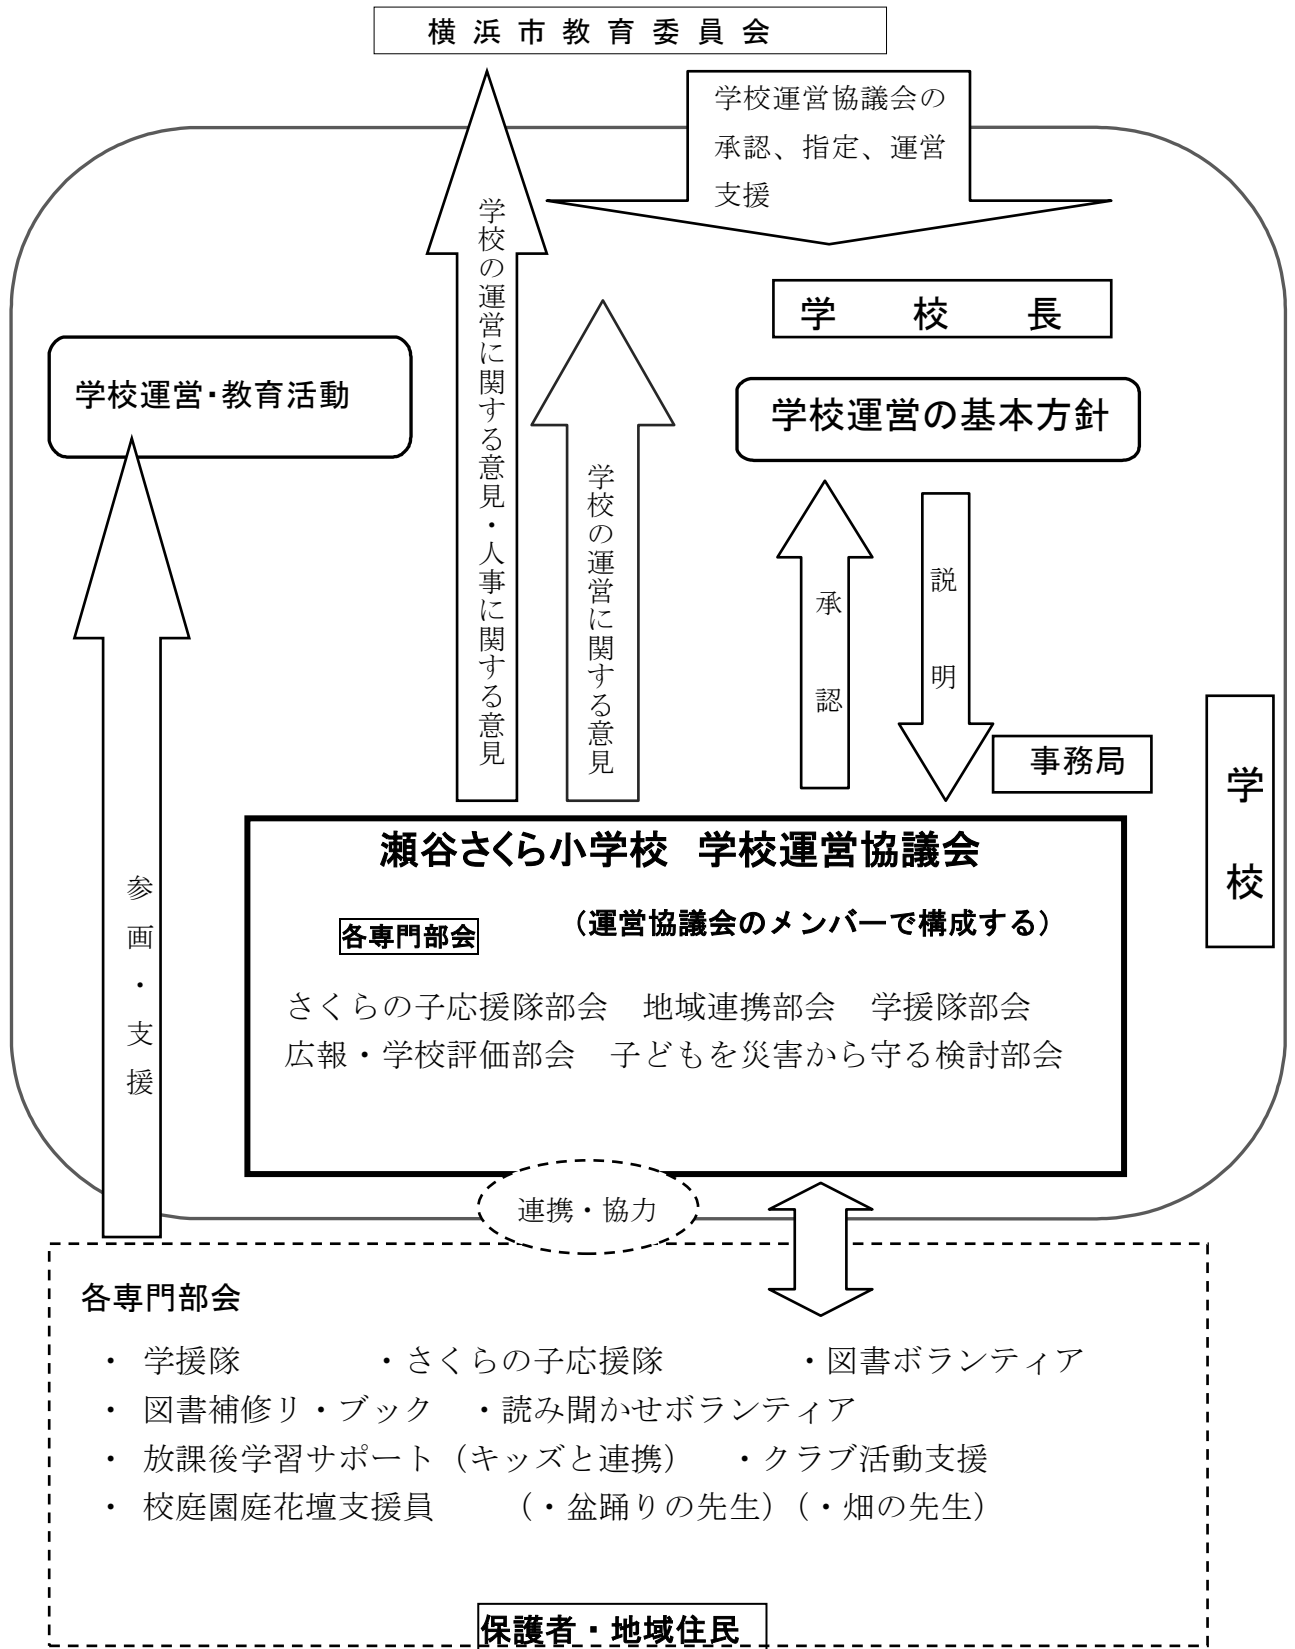 横浜市教育委員会
学校運営協議会の
承認、指定、運営
支援
学校の運営に関する意見・人事に関する意見
学校の運営に関する意見
学校長
学校運営・教育活動
学校運営の基本方針
承認
説明
事務局
学校
参画・支援
瀬谷さくら小学校 学校運営協議会
各専門部会 （運営協議会のメンバーで構成する）
さくらの子応援隊部会 地域連携部会 学援隊部会
広報・学校評価部会 子どもを災害から守る検討部会
連携・協力
各専門部会
・ 学援隊 ・さくらの子応援隊 ・図書ボランティア
・ 図書補修リ・ブック ・読み聞かせボランティア
・ 放課後学習サポート（キッズと連携） ・クラブ活動支援
・ 校庭園庭花壇支援員 （・盆踊りの先生）（・畑の先生）
保護者・地域住民